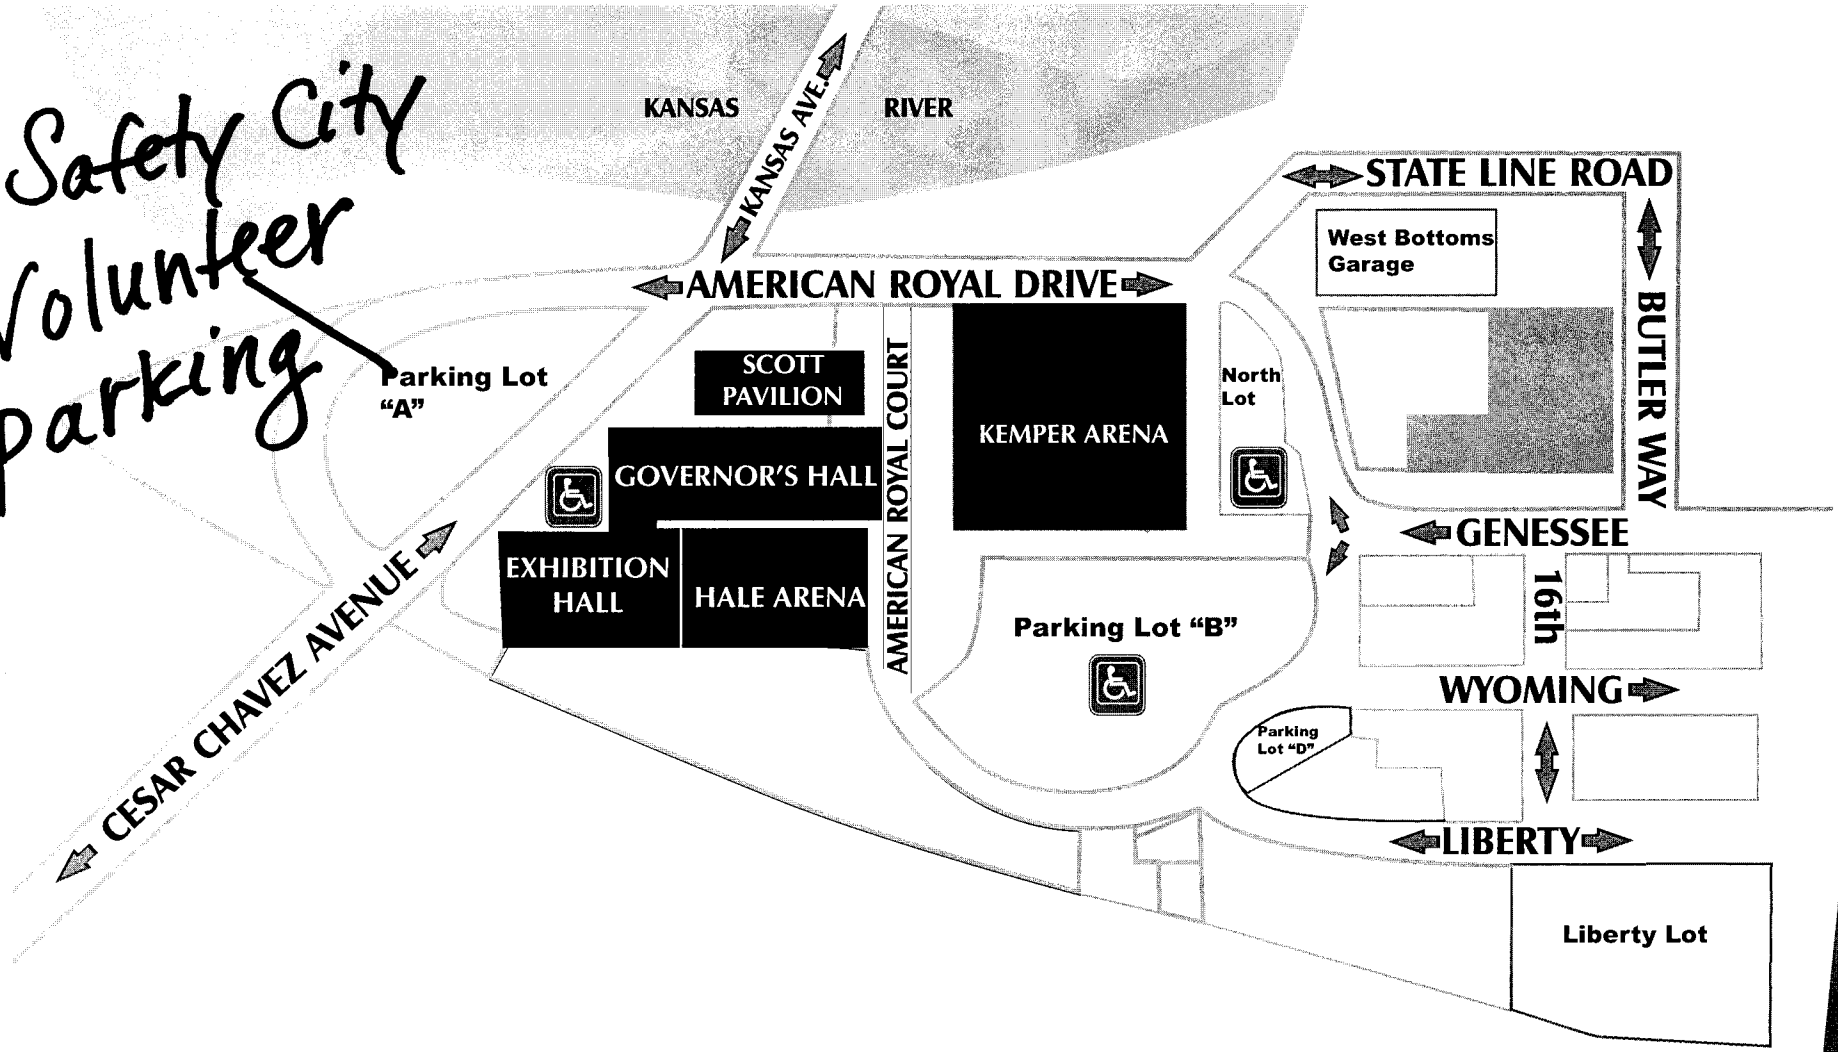 Safety City
Volunteer
parking
KANSAS RIVER
KANSAS AVE.
STATE LINE ROAD
West Bottoms
Garage
AMERICAN ROYAL DRIVE
BUTLER WAY
Parking Lot
“A”
SCOTT
PAVILION
AMERICAN ROYAL COURT
KEMPER ARENA
North
Lot
GOVERNOR'S HALL
GENESSEE
EXHIBITION
HALL
HALE ARENA
16th
CESAR CHAVEZ AVENUE
Parking Lot “B”
WYOMING
Parking
Lot “D”
LIBERTY
Liberty Lot